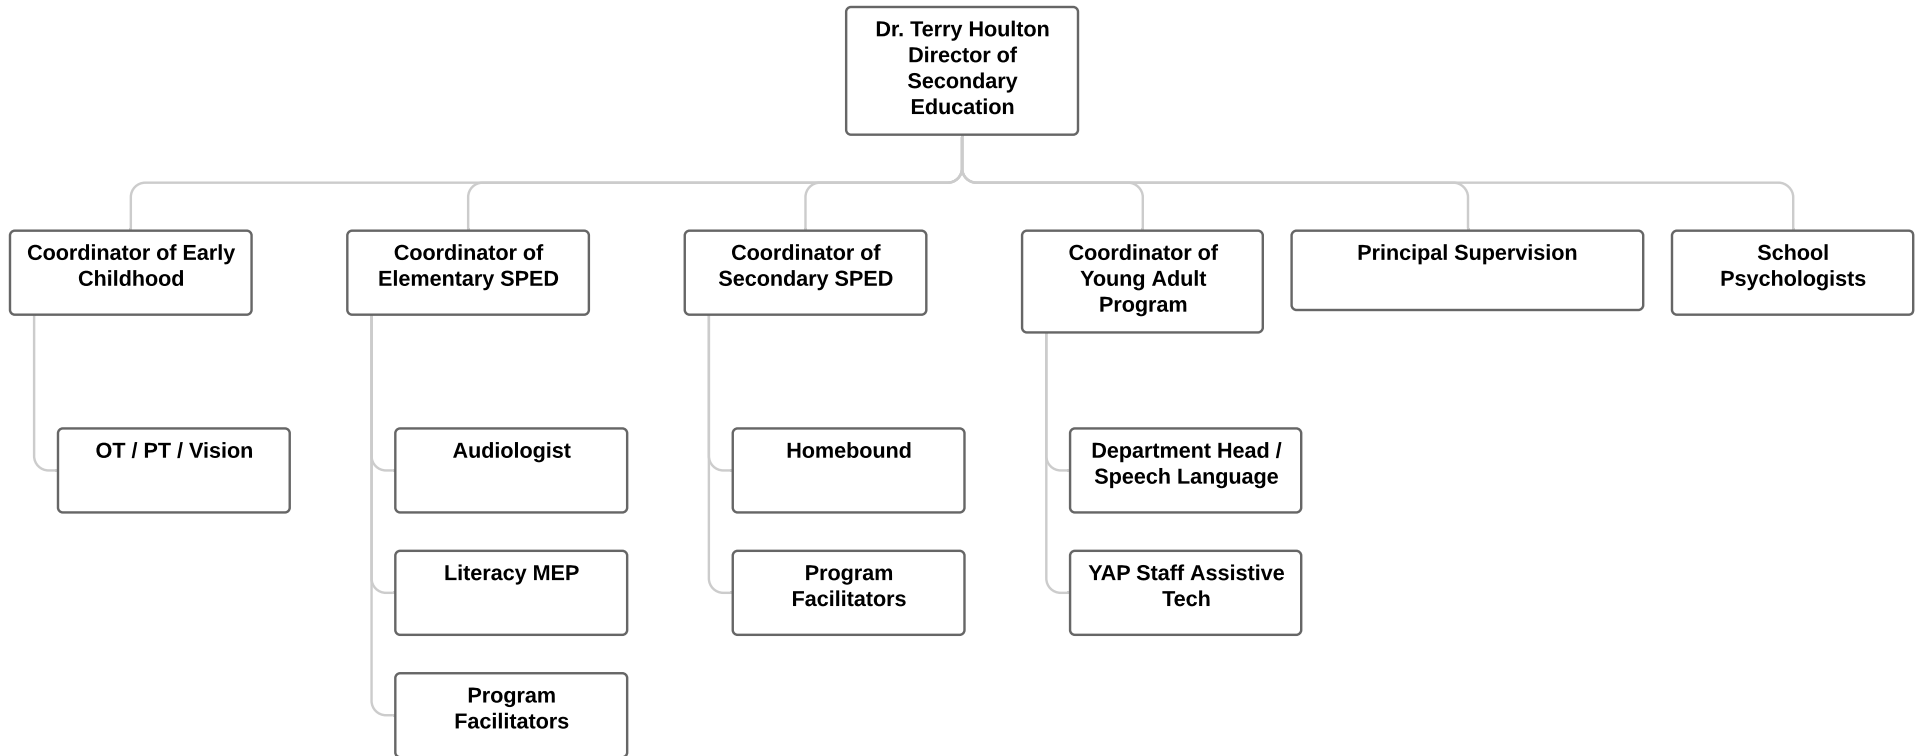 Dr. Terry Houlton
Director of
Secondary
Education
Coordinator of Early
Childhood
Coordinator of
Elementary SPED
Coordinator of
Secondary SPED
Coordinator of
Young Adult
Program
Principal Supervision
School
Psychologists
OT / PT / Vision
Audiologist
Homebound
Department Head /
Speech Language
Literacy MEP
Program
Facilitators
YAP Staff Assistive
Tech
Program
Facilitators